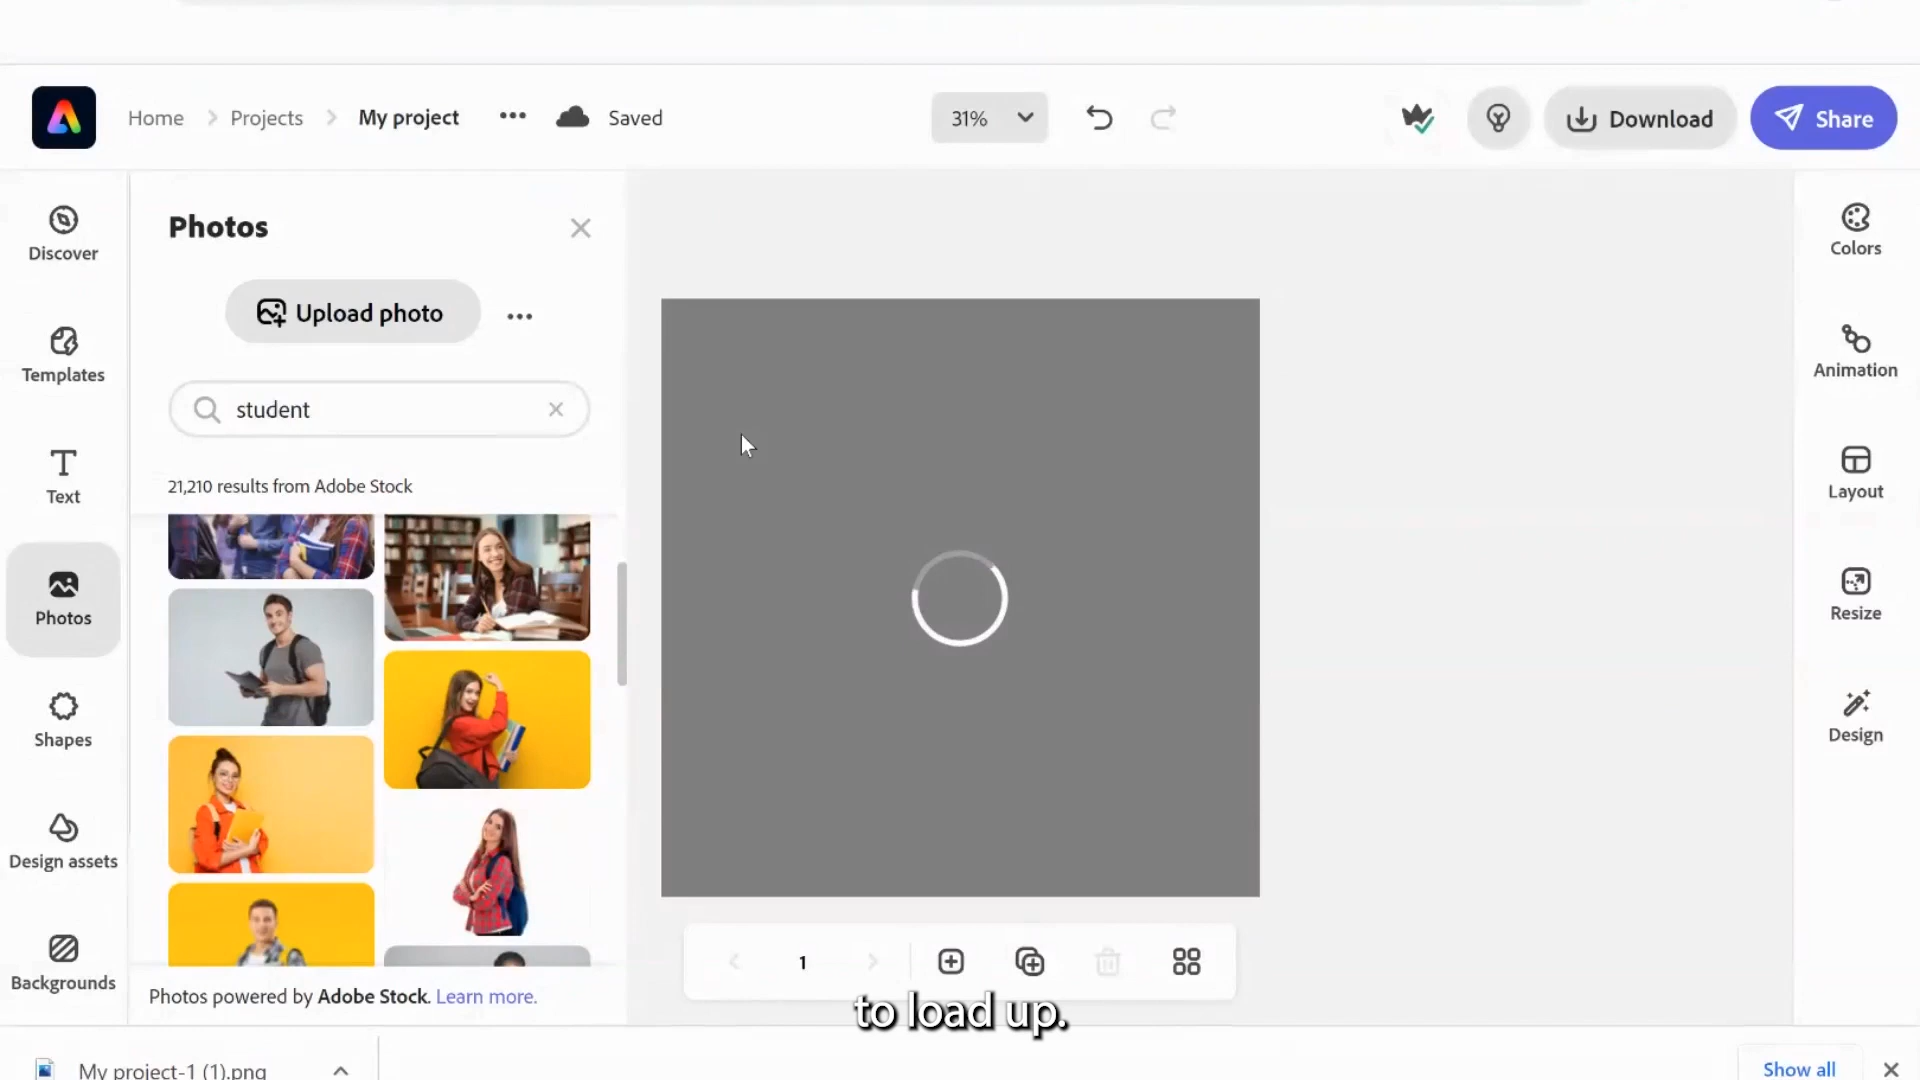 Home
Projects
My project
Saved
31%
Download
Share
Discover
Templates
Text
Photos
Shapes
Design assets
Backgrounds
Photos
Upload photo
student
21,210 results from Adobe Stock
Photos powered by Adobe Stock. Learn more.
1
Colors
Animation
Layout
Resize
Design
to load up.
My project-1 (1).png
Show all